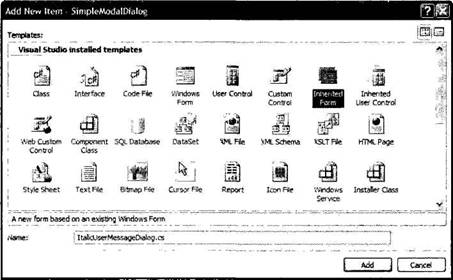 Add New Item - SimpleModalDialog
Templates:
Visual Studio installed templates
Class
Interface
Code File
Windows Form
User Control
Custom Control
Inherited Form
Inherited User Control
Web Custom Control
Component Class
SQL Database
DataSet
XML File
XML Schema
XSLT File
HTML Page
Style Sheet
Text File
Bitmap File
Cursor File
Report
Icon File
Windows Service
Installer Class
A new form based on an existing Windows Form
Name:
ItalicUserMessageDialog.cs
Add
Cancel